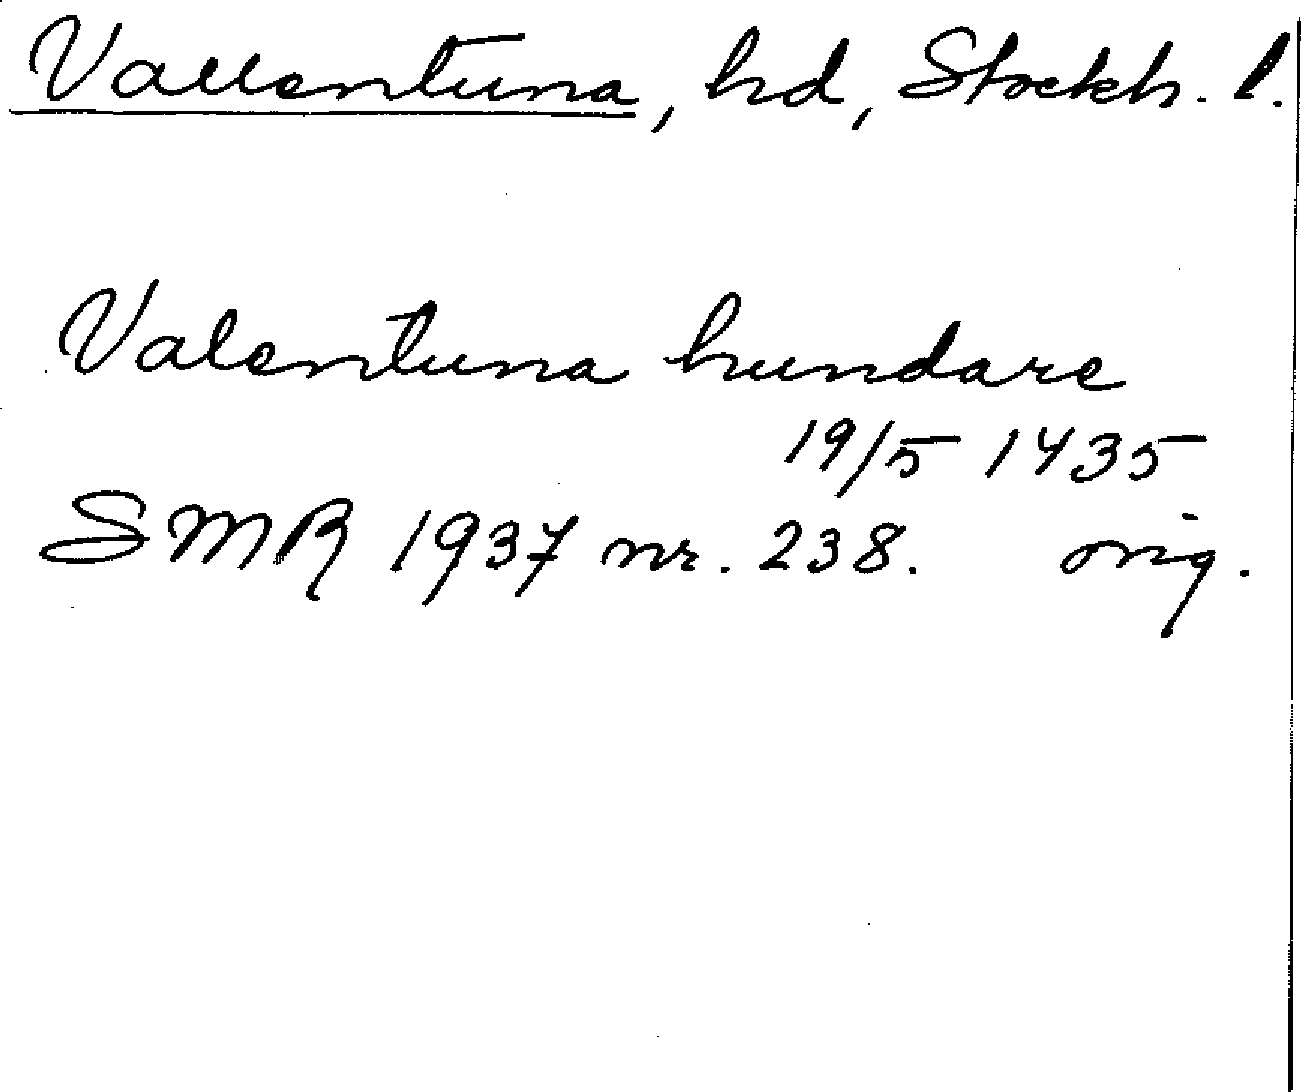 Vallentuna, hd, Stockh. l.
Valentuna hundare
19/5 1435
SMR 1937 nr. 238. orig.